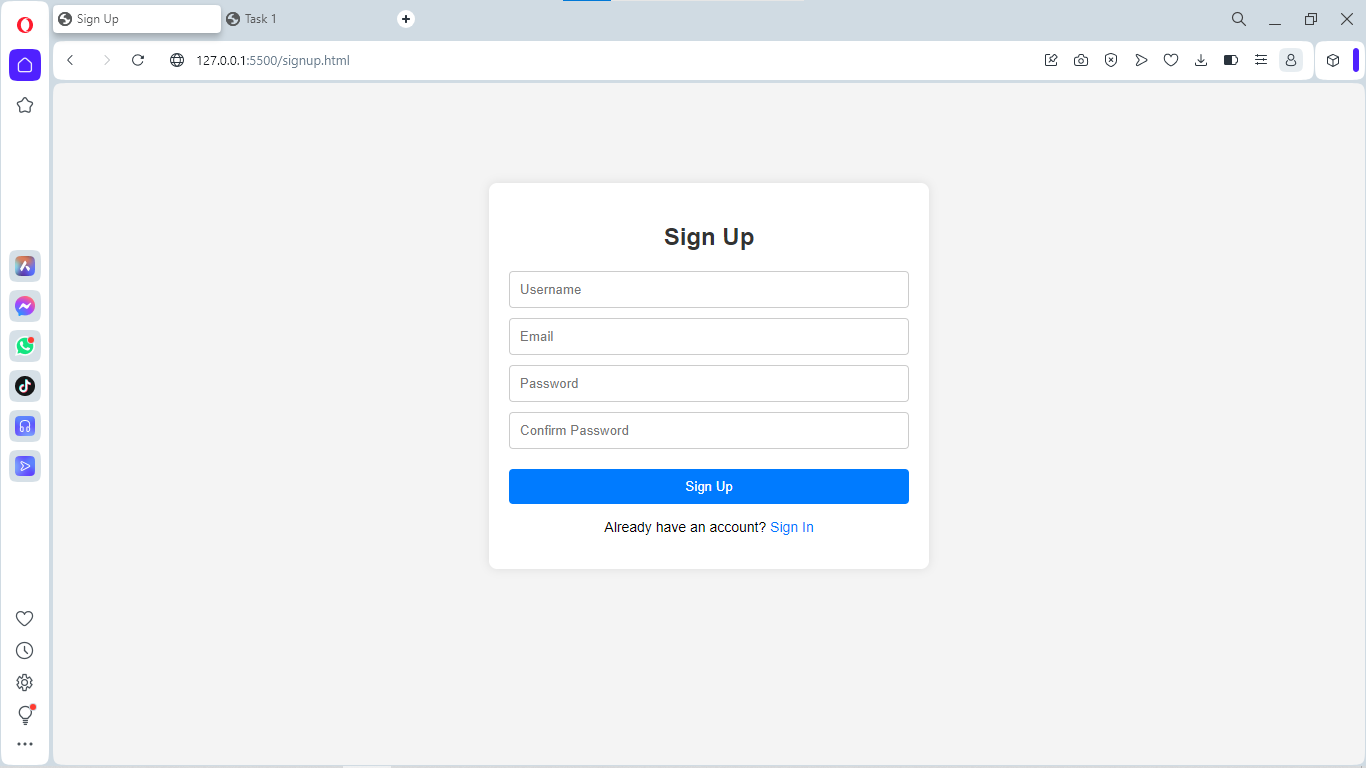 Sign Up
Task 1
127.0.0.1:5500/signup.html
Sign Up
Username
Email
Password
Confirm Password
Sign Up
Already have an account? Sign In